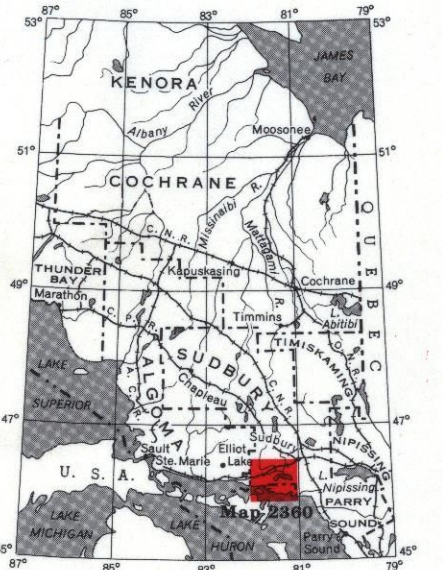 85° 83° 81° 79°
53° 53°
JAMES
BAY
KENORA
River
Albany
Moosonee
51° 51°
COCHRANE
Missinaibi R.
Mattagami
R.
QUEBEC
C. N. R.
THUNDER
BAY
Kapuskasing
Cochrane
49° 49°
Marathon
C. P. R.
Timmins
L.
Abitibi
TIMISKAMING
O. N. R.
SUDBURY
ALGOMA
A. C. R.
Chapleau
C. N. R.
LAKE
SUPERIOR
47° 47°
Sudbury
NIPISSING
Sault
Ste. Marie
Elliot
Lake
L.
Nipissing
U. S. A.
PARRY
SOUND
Map 2360
LAKE
MICHIGAN
LAKE
HURON
Parry
Sound
45° 45°
87° 85° 83° 81°